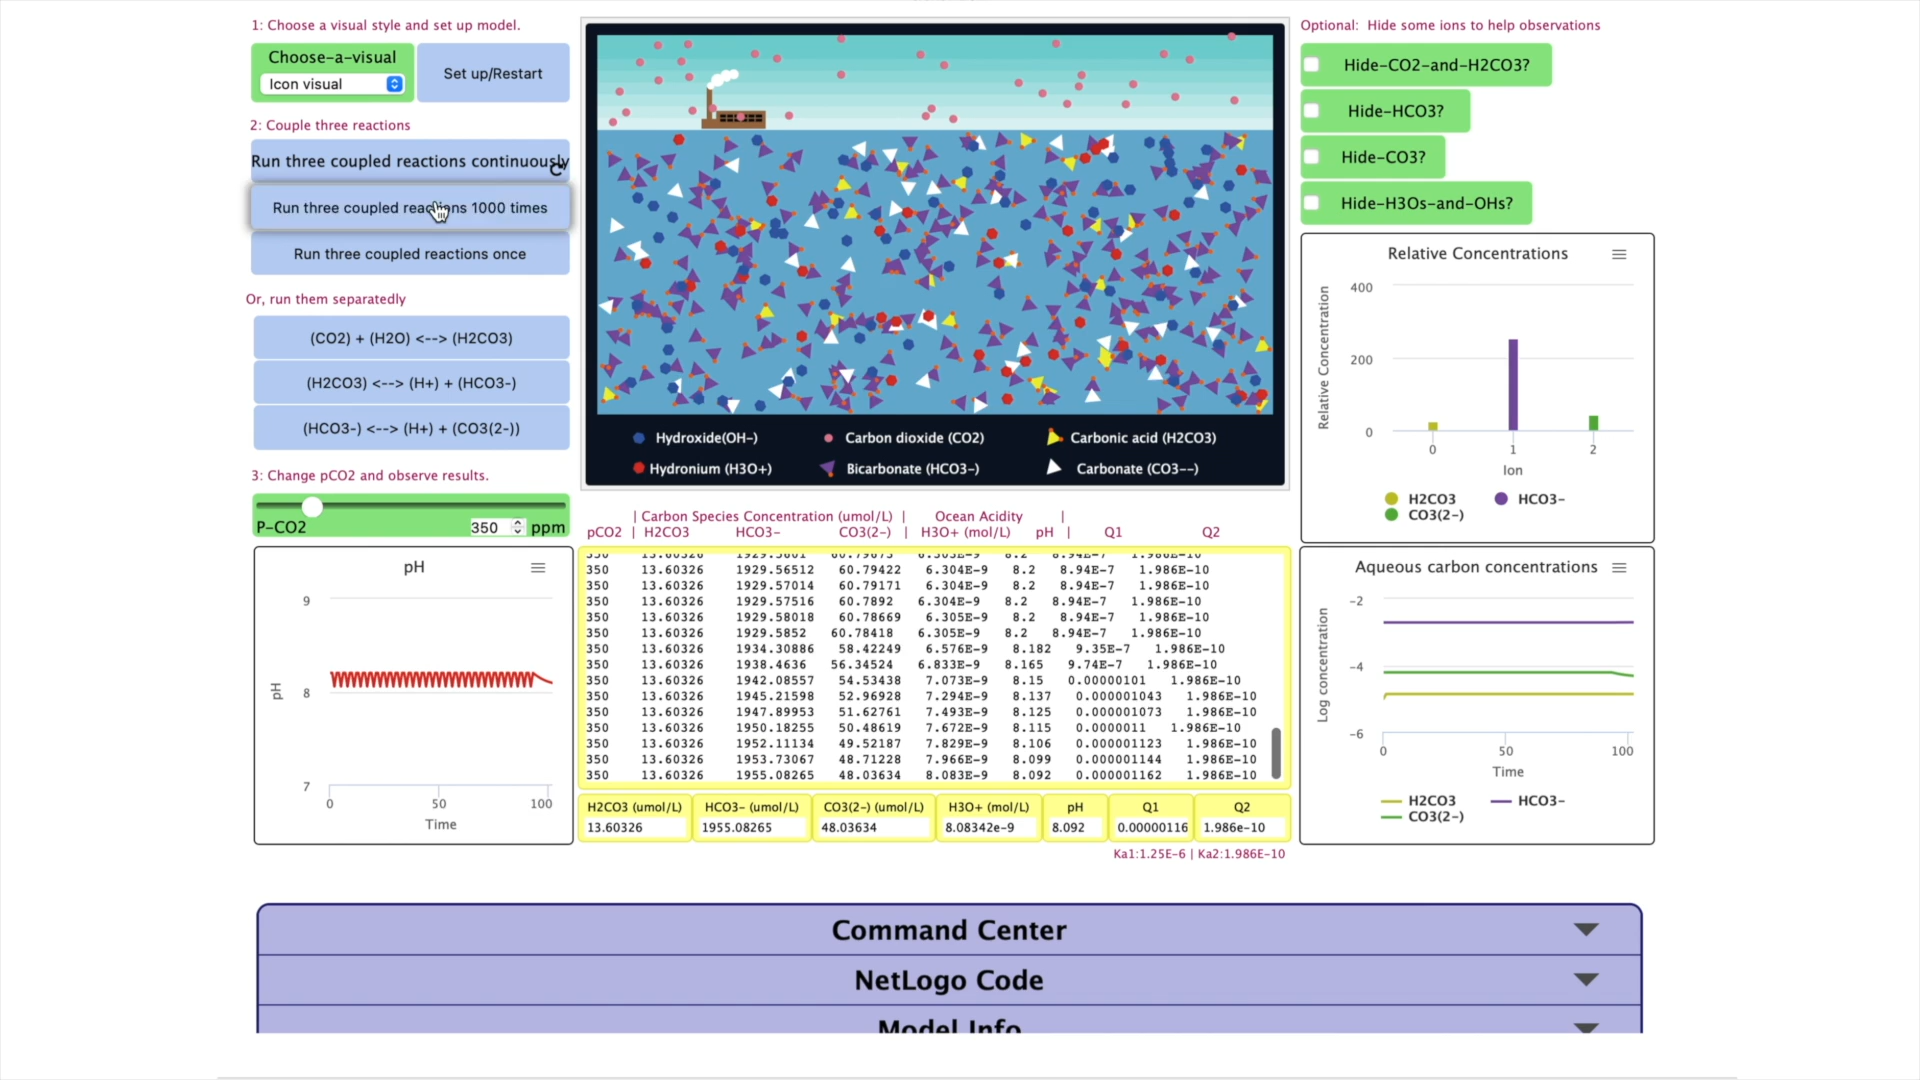 1: Choose a visual style and set up model.
Choose-a-visual
Icon visual
Set up/Restart
2: Couple three reactions
Run three coupled reactions continuously
Run three coupled reactions 1000 times
Run three coupled reactions once
Or, run them separatedly
(CO2) + (H2O) <--> (H2CO3)
(H2CO3) <--> (H+) + (HCO3-)
(HCO3-) <--> (H+) + (CO3(2-))
3: Change pCO2 and observe results.
P-CO2 350 ppm
pH
9
8
7
pH
0 50 100
Time
Hydroxide(OH-) Carbon dioxide (CO2) Carbonic acid (H2CO3)
Hydronium (H3O+) Bicarbonate (HCO3-) Carbonate (CO3--)
| Carbon Species Concentration (umol/L) | Ocean Acidity |
pCO2 | H2CO3 HCO3- CO3(2-) | H3O+ (mol/L) pH | Q1 Q2
350 13.60326 1929.56512 60.79422 6.304E-9 8.2 8.94E-7 1.986E-10
350 13.60326 1929.57014 60.79171 6.304E-9 8.2 8.94E-7 1.986E-10
350 13.60326 1929.57516 60.7892 6.304E-9 8.2 8.94E-7 1.986E-10
350 13.60326 1929.58018 60.78669 6.305E-9 8.2 8.94E-7 1.986E-10
350 13.60326 1929.5852 60.78418 6.305E-9 8.2 8.94E-7 1.986E-10
350 13.60326 1934.30886 58.42249 6.576E-9 8.182 9.35E-7 1.986E-10
350 13.60326 1938.4636 56.34524 6.833E-9 8.165 9.74E-7 1.986E-10
350 13.60326 1942.08557 54.53438 7.073E-9 8.15 0.00000101 1.986E-10
350 13.60326 1945.21598 52.96928 7.294E-9 8.137 0.000001043 1.986E-10
350 13.60326 1947.89953 51.62761 7.493E-9 8.125 0.000001073 1.986E-10
350 13.60326 1950.18255 50.48619 7.672E-9 8.115 0.0000011 1.986E-10
350 13.60326 1952.11134 49.52187 7.829E-9 8.106 0.000001123 1.986E-10
350 13.60326 1953.73067 48.71228 7.966E-9 8.099 0.000001144 1.986E-10
350 13.60326 1955.08265 48.03634 8.083E-9 8.092 0.000001162 1.986E-10
H2CO3 (umol/L) HCO3- (umol/L) CO3(2-) (umol/L) H3O+ (mol/L) pH Q1 Q2
13.60326 1955.08265 48.03634 8.08342e-9 8.092 0.00000116 1.986e-10
Ka1:1.25E-6 | Ka2:1.986E-10
Optional: Hide some ions to help observations
Hide-CO2-and-H2CO3?
Hide-HCO3?
Hide-CO3?
Hide-H3Os-and-OHs?
Relative Concentrations
Relative Concentration
400
200
0
0 1 2
Ion
H2CO3 HCO3-
CO3(2-)
Aqueous carbon concentrations
Log concentration
-2
-4
-6
0 50 100
Time
H2CO3 HCO3-
CO3(2-)
Command Center
NetLogo Code
Model Info